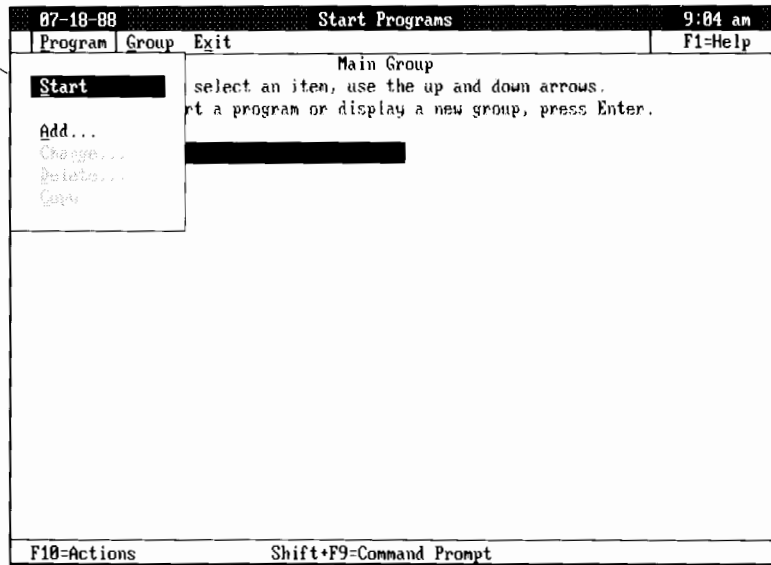 07-18-88 Start Programs 9:04 am
Program Group Exit F1=Help
Main Group
Start select an item, use the up and down arrows.
rt a program or display a new group, press Enter.
Add...
Change...
Delete...
Copy
F10=Actions Shift+F9=Command Prompt